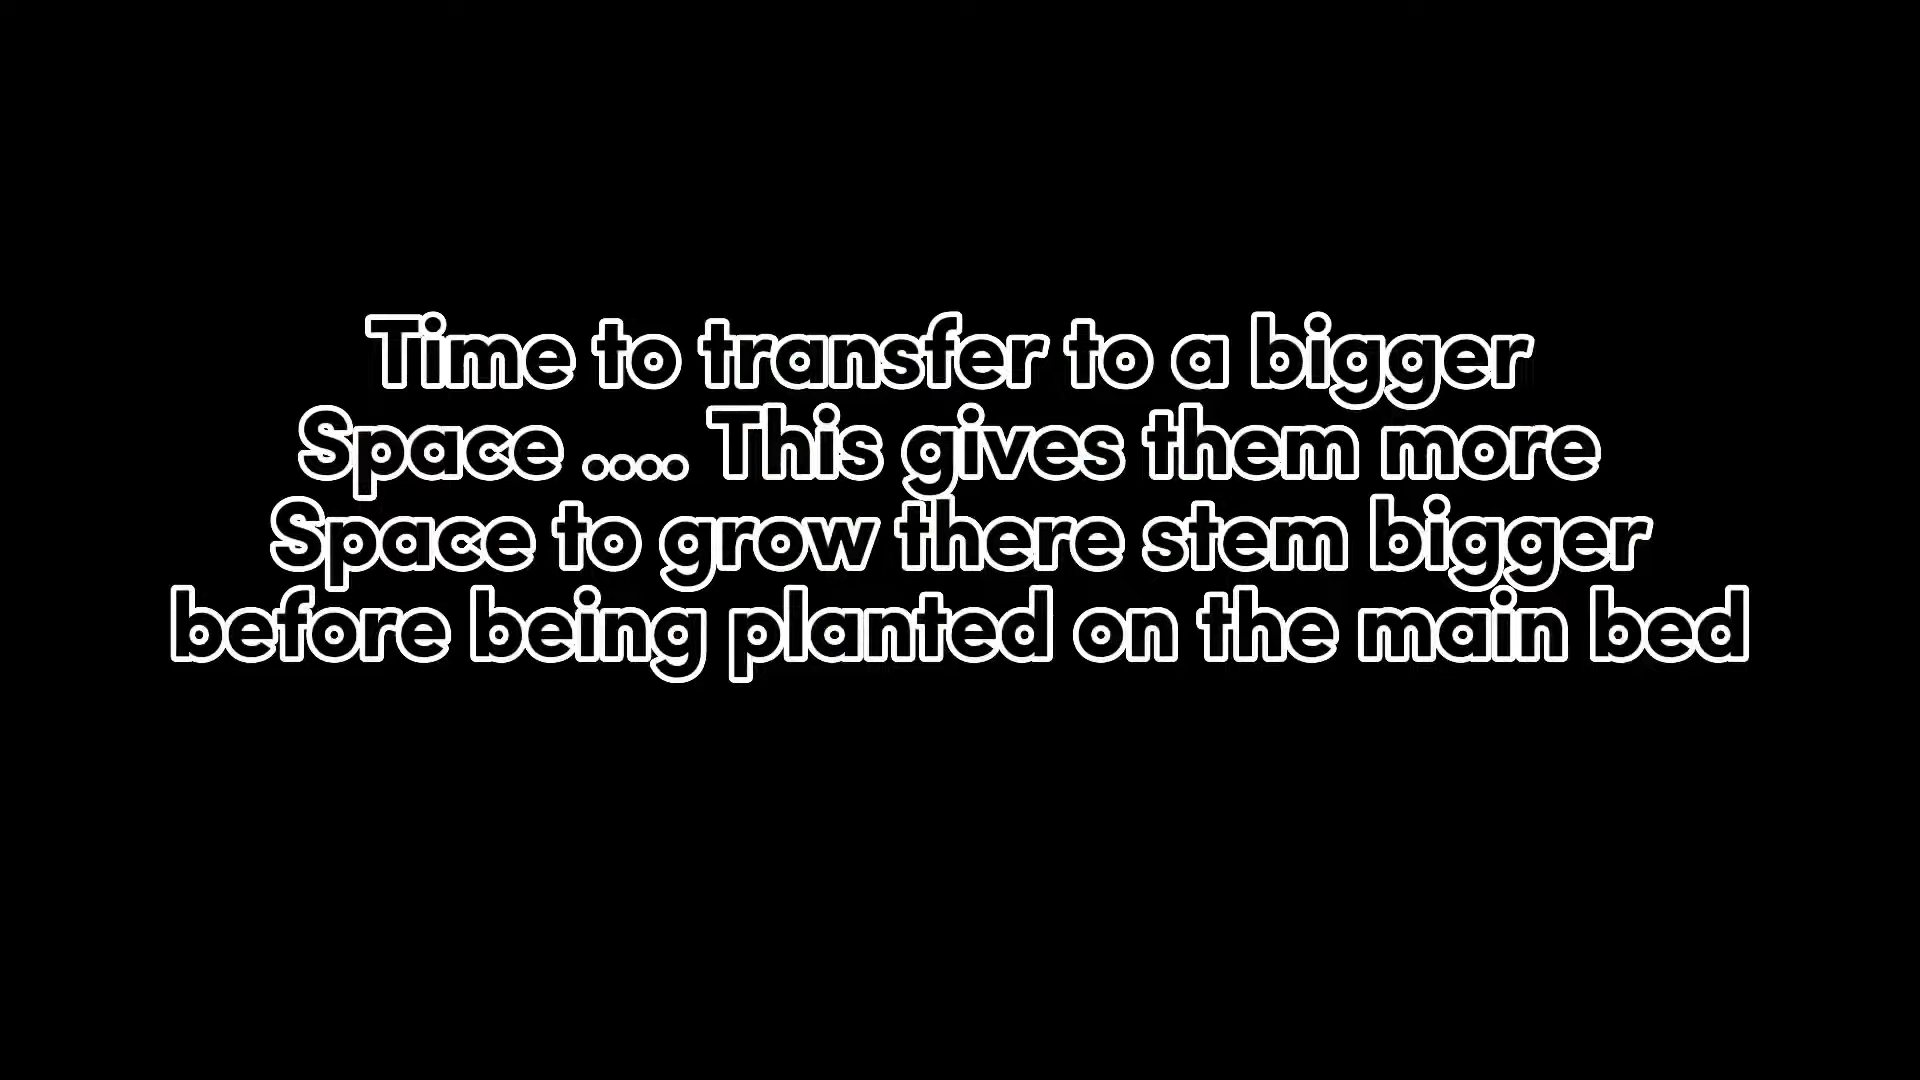 Time to transfer to a bigger
Space .... This gives them more
Space to grow there stem bigger
before being planted on the main bed